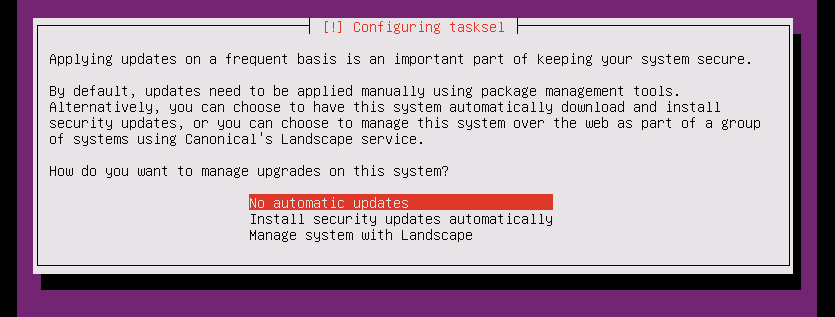 [!] Configuring tasksel
Applying updates on a frequent basis is an important part of keeping your system secure.
By default, updates need to be applied manually using package management tools.
Alternatively, you can choose to have this system automatically download and install
security updates, or you can choose to manage this system over the web as part of a group
of systems using Canonical's Landscape service.
How do you want to manage upgrades on this system?
No automatic updates
Install security updates automatically
Manage system with Landscape